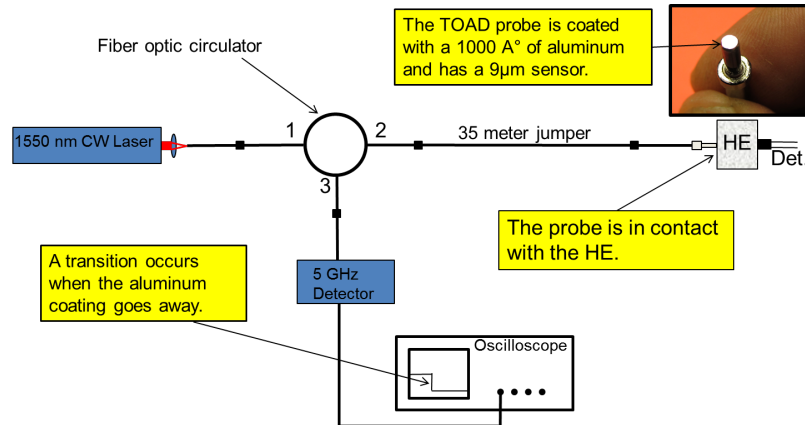 The TOAD probe is coated
with a 1000 A° of aluminum
and has a 9µm sensor.
Fiber optic circulator
1550 nm CW Laser
1
2
3
35 meter jumper
HE
Det.
The probe is in contact
with the HE.
A transition occurs
when the aluminum
coating goes away.
5 GHz
Detector
Oscilloscope